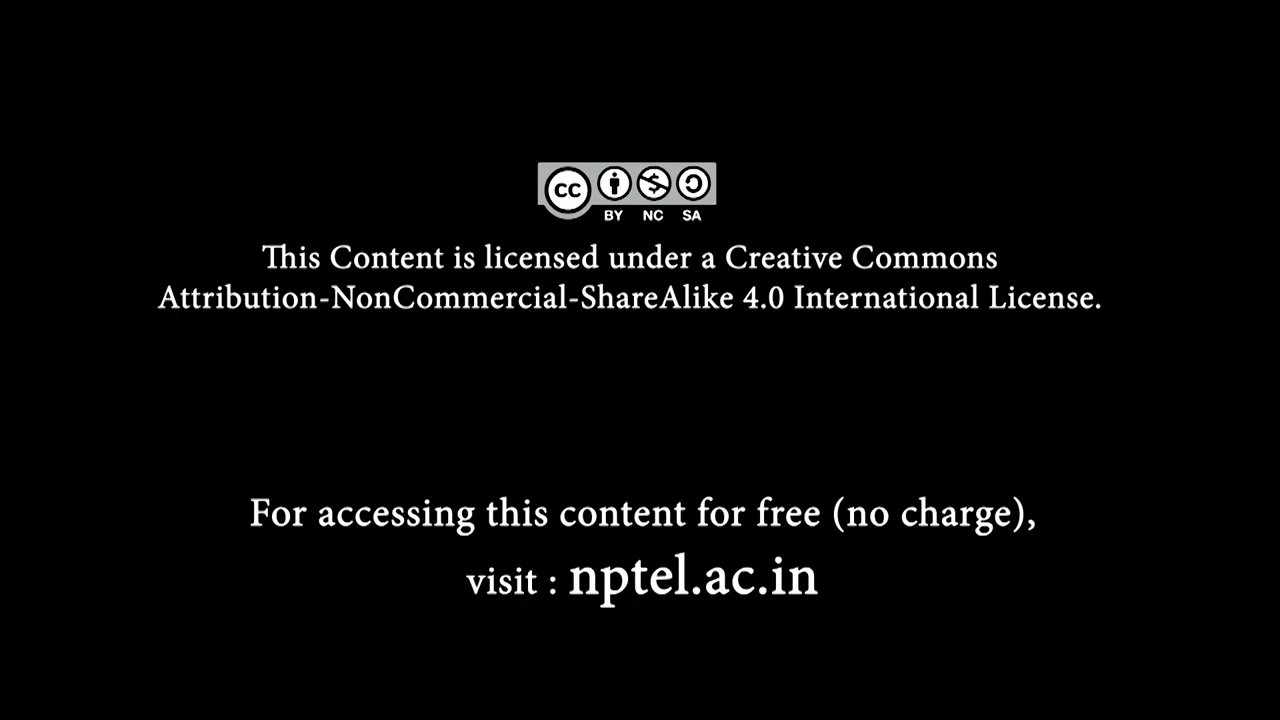 cc
BY NC SA
This Content is licensed under a Creative Commons
Attribution-NonCommercial-ShareAlike 4.0 International License.
For accessing this content for free (no charge),
visit : nptel.ac.in